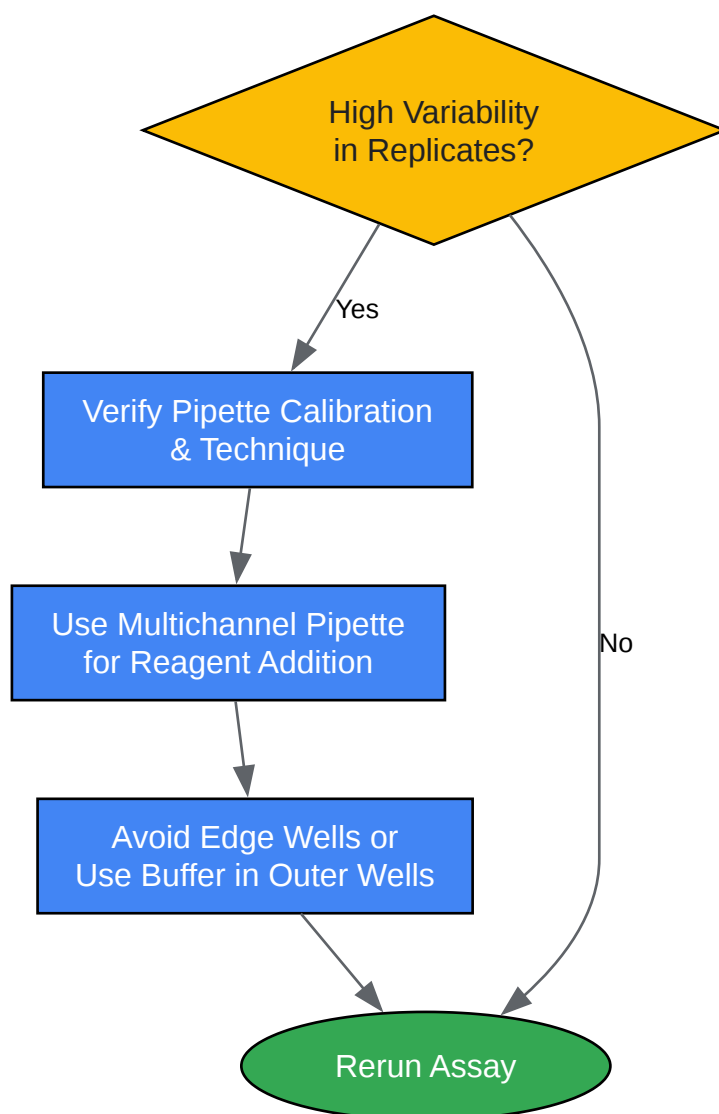 High Variability
in Replicates?
Yes
Verify Pipette Calibration
& Technique
Use Multichannel Pipette
for Reagent Addition
No
Avoid Edge Wells or
Use Buffer in Outer Wells
Rerun Assay